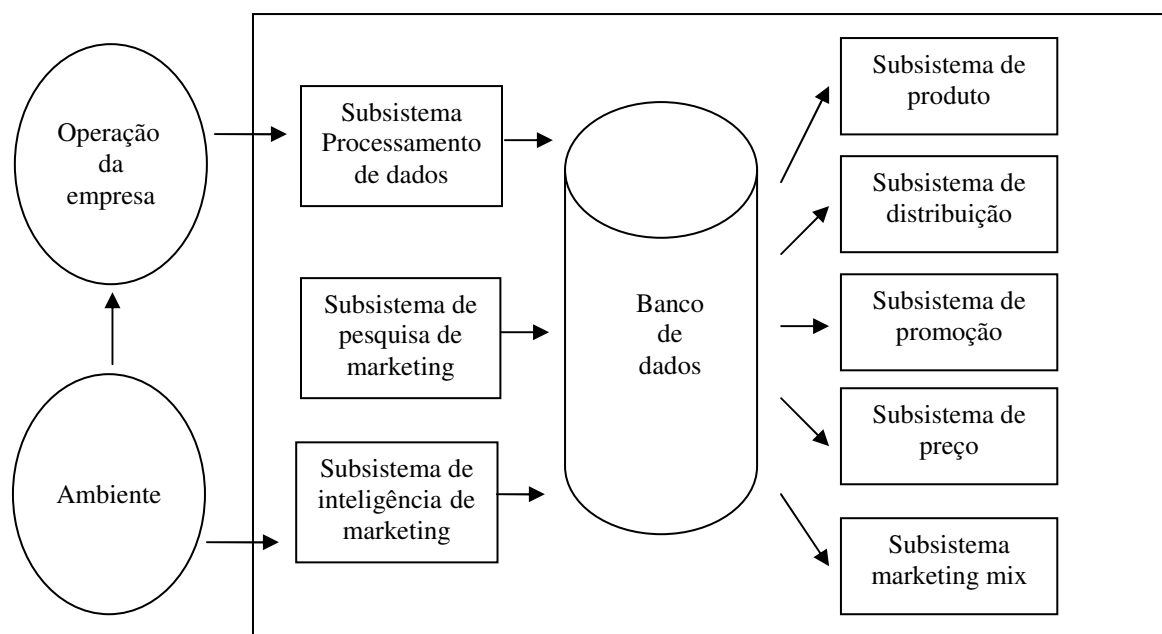 Operação
da
empresa
Ambiente
Subsistema
Processamento
de dados
Subsistema de
pesquisa de
marketing
Subsistema de
inteligência de
marketing
Banco
de
dados
Subsistema de
produto
Subsistema de
distribuição
Subsistema de
promoção
Subsistema de
preço
Subsistema
marketing mix